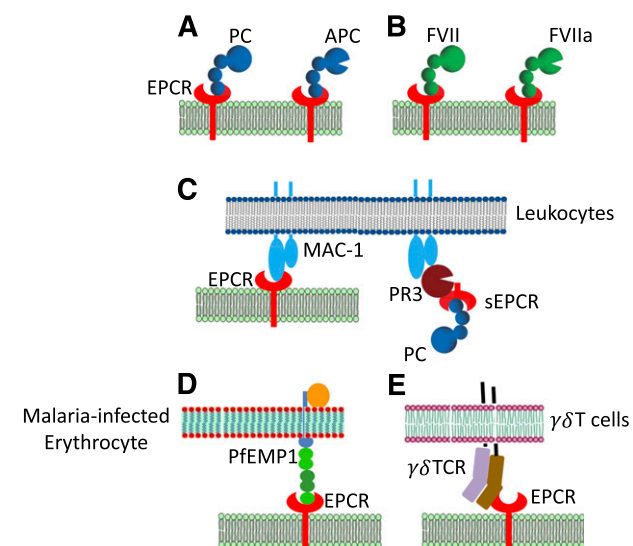 A
PC
APC
EPCR
B
FVII
FVIIa
C
Leukocytes
MAC-1
EPCR
PR3
sEPCR
PC
D
Malaria-infected
Erythrocyte
PfEMP1
EPCR
E
γδT cells
γδTCR
EPCR